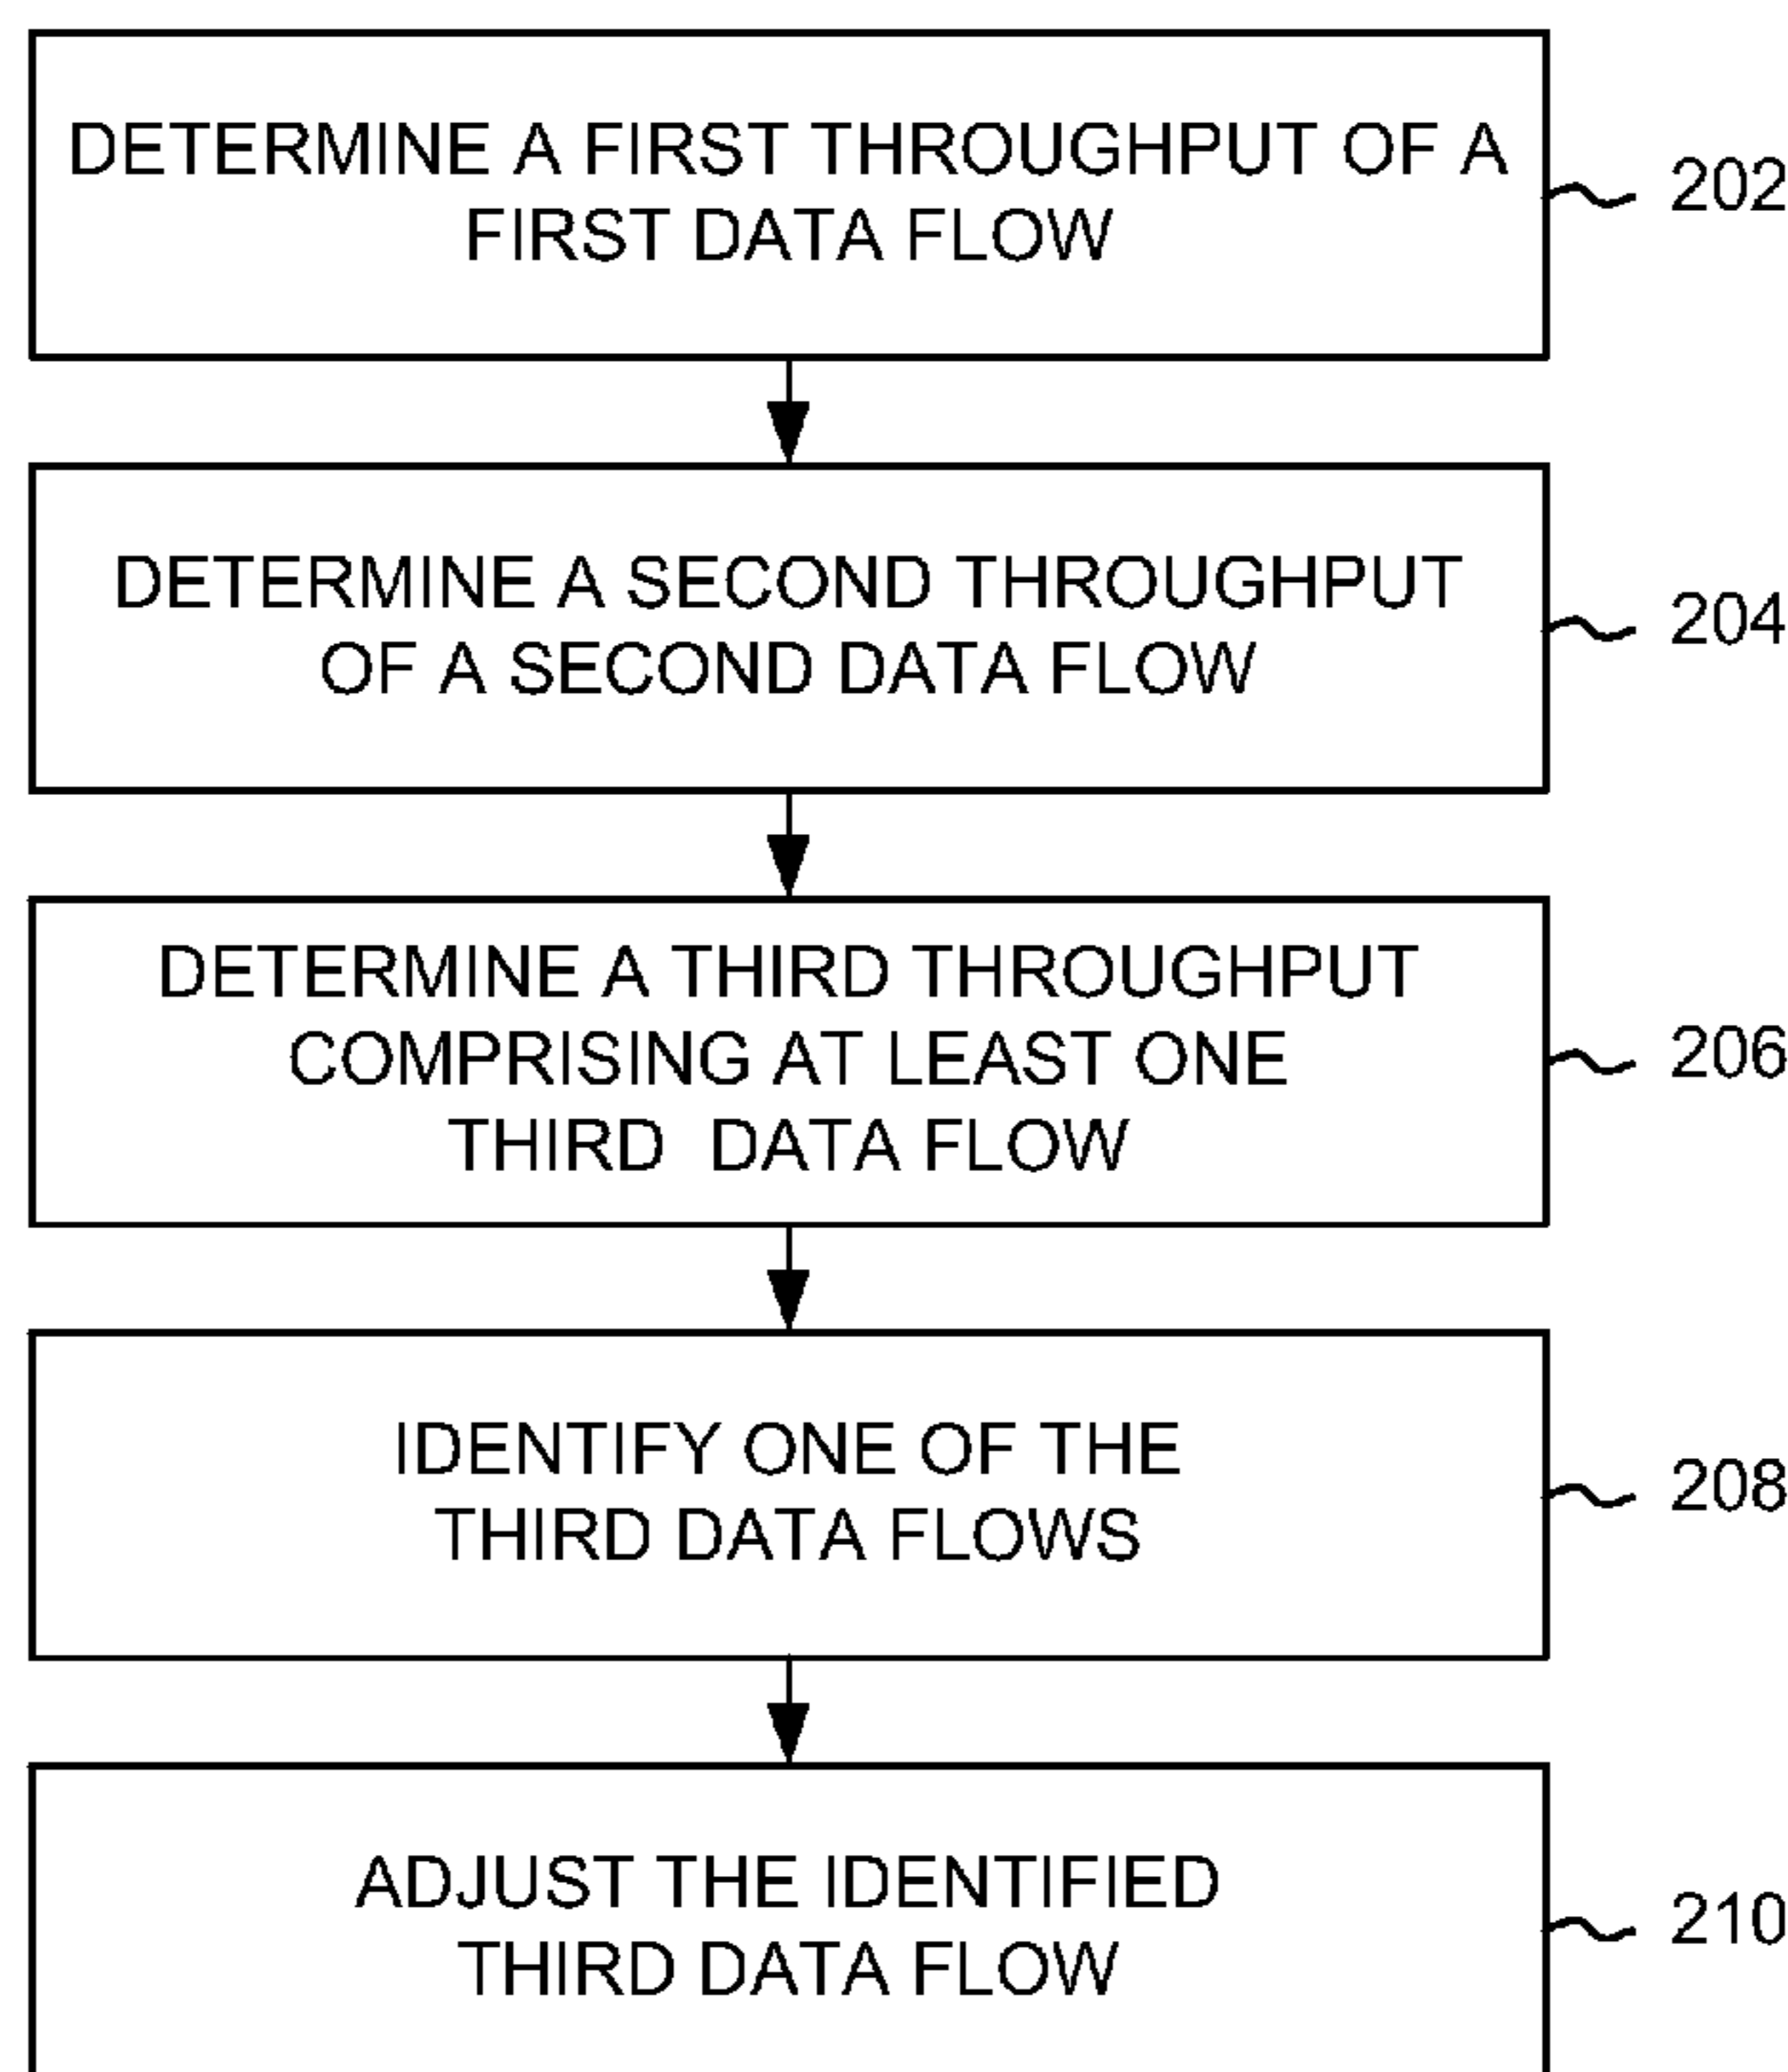 DETERMINE A FIRST THROUGHPUT OF A
FIRST DATA FLOW
202
DETERMINE A SECOND THROUGHPUT
OF A SECOND DATA FLOW
204
DETERMINE A THIRD THROUGHPUT
COMPRISING AT LEAST ONE
THIRD DATA FLOW
206
IDENTIFY ONE OF THE
THIRD DATA FLOWS
208
ADJUST THE IDENTIFIED
THIRD DATA FLOW
210